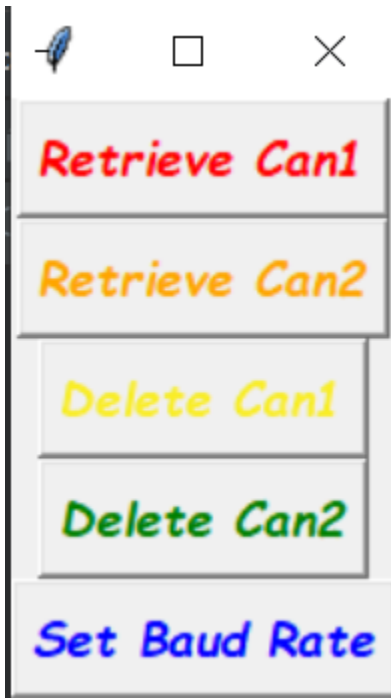 Retrieve Can1
Retrieve Can2
Delete Can1
Delete Can2
Set Baud Rate